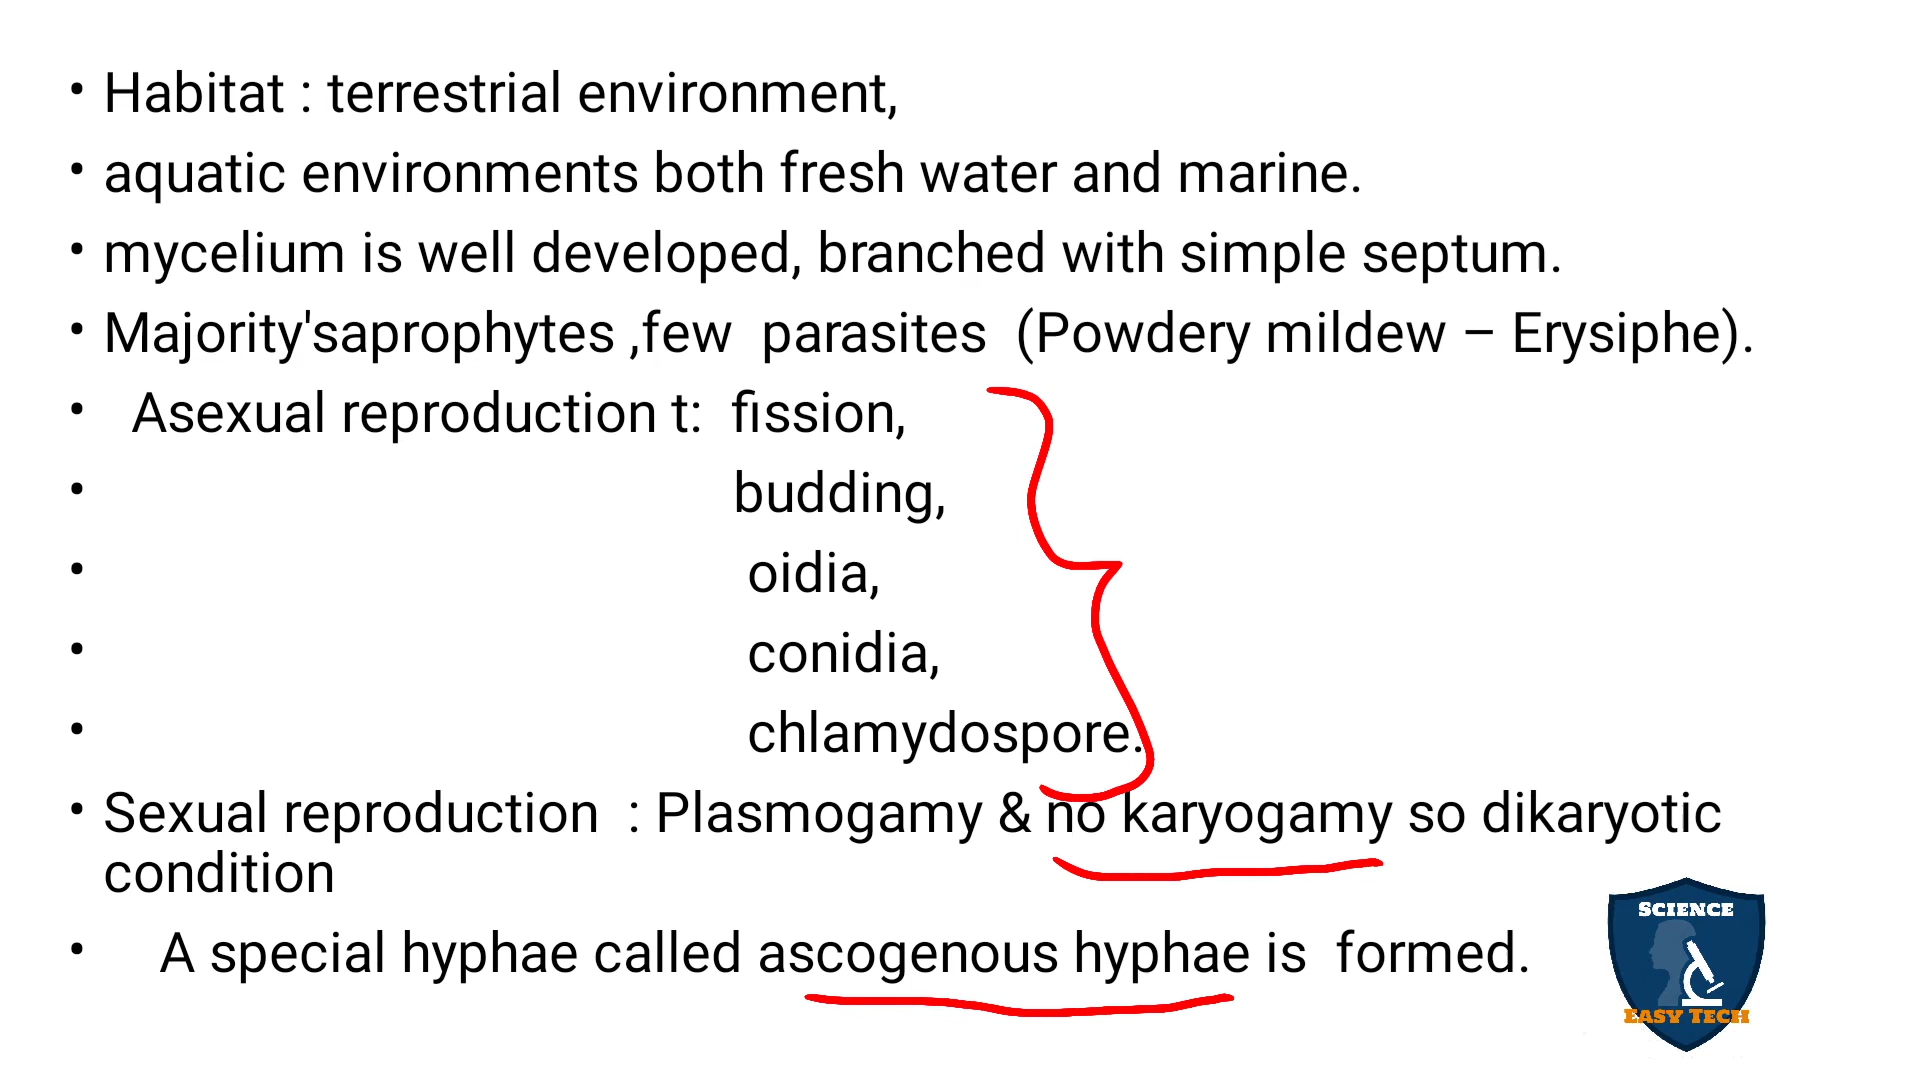 • Habitat : terrestrial environment,
• aquatic environments both fresh water and marine.
• mycelium is well developed, branched with simple septum.
• Majority'saprophytes ,few parasites (Powdery mildew – Erysiphe).
• Asexual reproduction t: fission,
• budding,
• oidia,
• conidia,
• chlamydospore.
• Sexual reproduction : Plasmogamy & no karyogamy so dikaryotic
condition
• A special hyphae called ascogenous hyphae is formed.
SCIENCE
EASY TECH